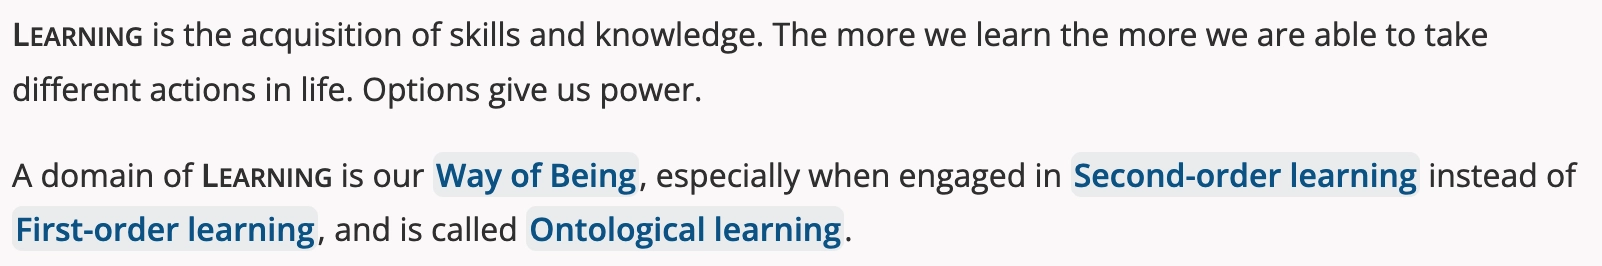 LEARNING is the acquisition of skills and knowledge. The more we learn the more we are able to take
different actions in life. Options give us power.
A domain of LEARNING is our Way of Being, especially when engaged in Second-order learning instead of
First-order learning, and is called Ontological learning.